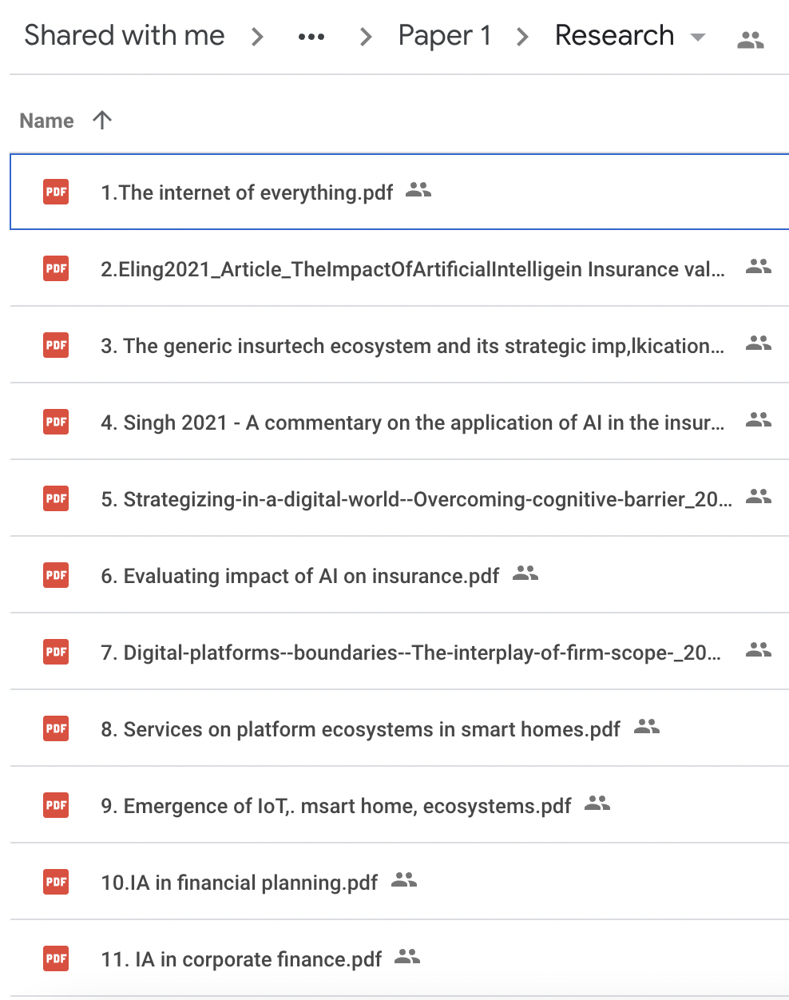 Shared with me > ••• > Paper 1 > Research
Name
PDF 1.The internet of everything.pdf
PDF 2.Eling2021_Article_TheImpactOfArtificialIntelligein Insurance val...
PDF 3. The generic insurtech ecosystem and its strategic imp,lkication...
PDF 4. Singh 2021 - A commentary on the application of AI in the insur...
PDF 5. Strategizing-in-a-digital-world--Overcoming-cognitive-barrier_20...
PDF 6. Evaluating impact of AI on insurance.pdf
PDF 7. Digital-platforms--boundaries--The-interplay-of-firm-scope-_20...
PDF 8. Services on platform ecosystems in smart homes.pdf
PDF 9. Emergence of IoT,. msart home, ecosystems.pdf
PDF 10.IA in financial planning.pdf
PDF 11. IA in corporate finance.pdf